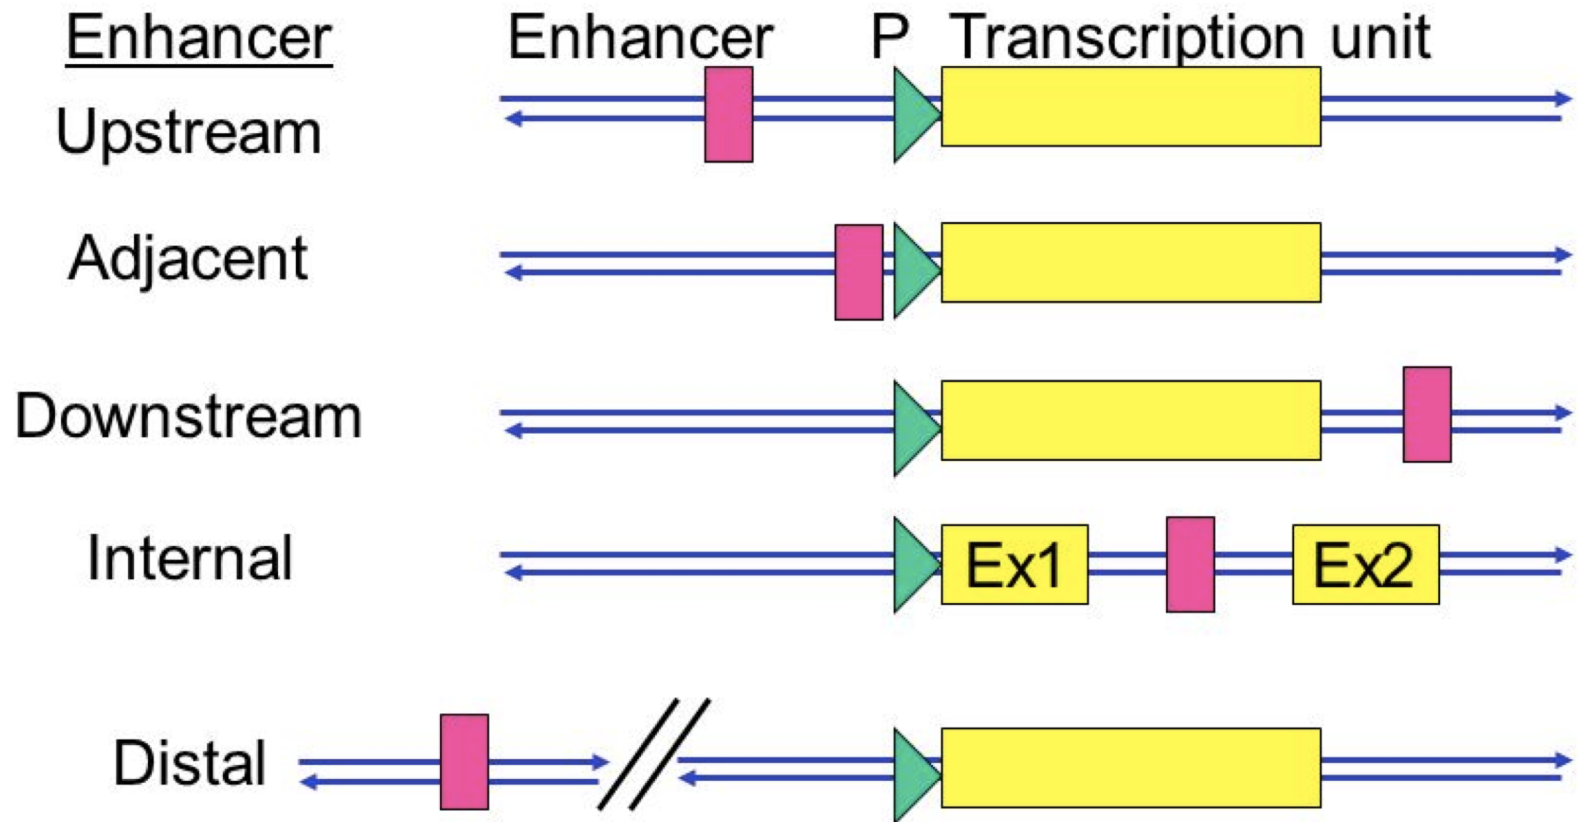 Enhancer Enhancer P Transcription unit
Upstream
Adjacent
Downstream
Internal Ex1 Ex2
Distal